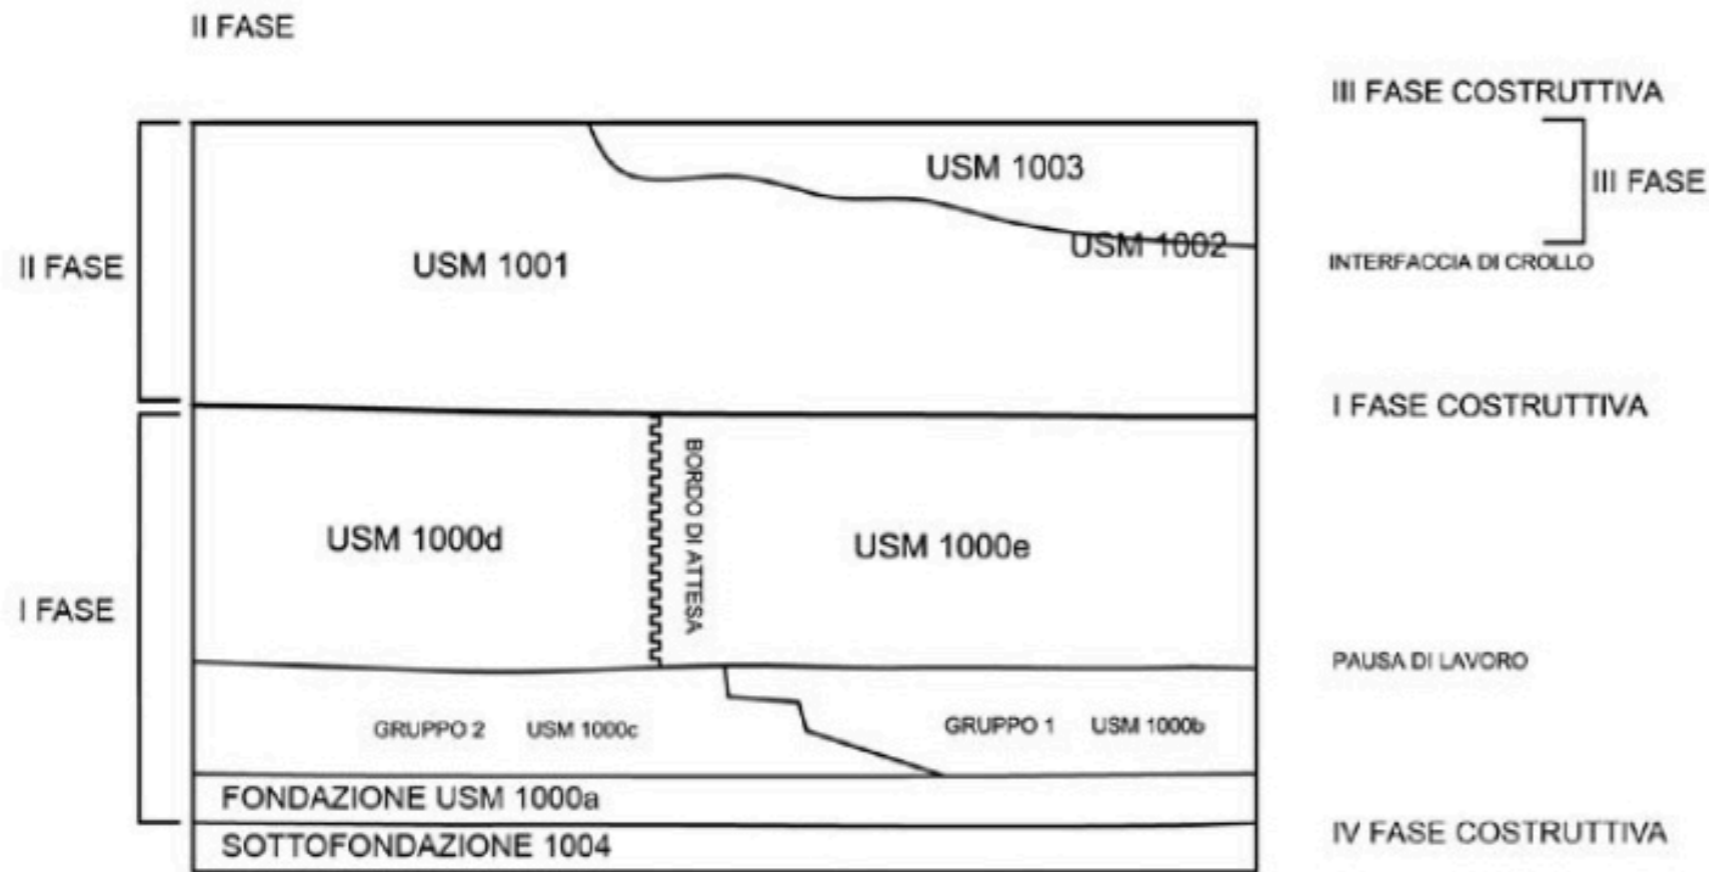 II FASE
III FASE COSTRUTTIVA
USM 1003
III FASE
USM 1002
II FASE
USM 1001
INTERFACCIA DI CROLLO
I FASE COSTRUTTIVA
BORDO DI ATTESA
USM 1000d
USM 1000e
I FASE
PAUSA DI LAVORO
GRUPPO 2 USM 1000c
GRUPPO 1 USM 1000b
FONDAZIONE USM 1000a
IV FASE COSTRUTTIVA
SOTTOFONDAZIONE 1004